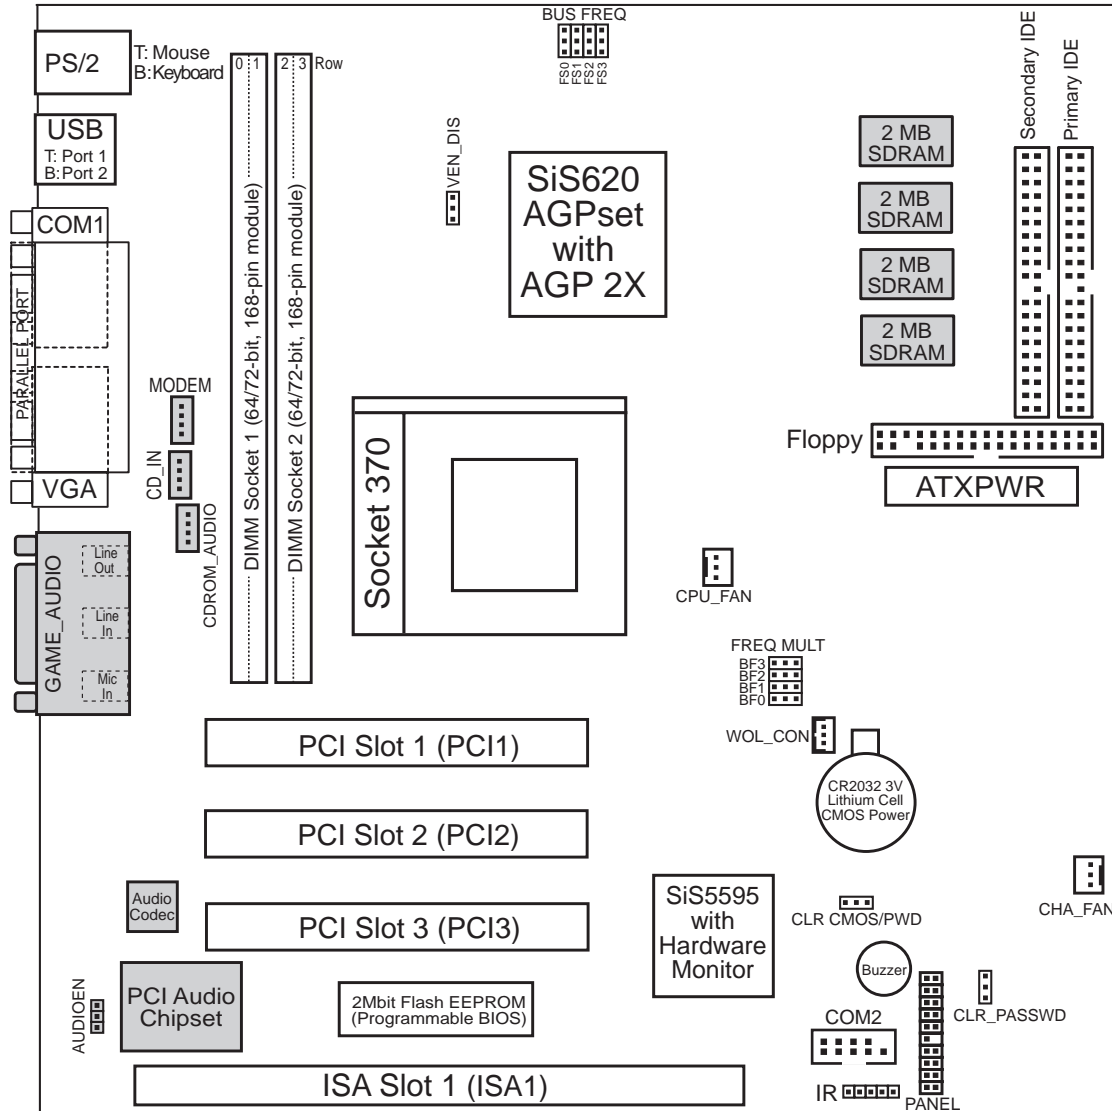 BUS FREQ
FS0
FS1
FS2
FS3
PS/2
T: Mouse
B:Keyboard
0 1
2 3 Row
Secondary IDE
Primary IDE
USB
T: Port 1
B:Port 2
VEN_DIS
SiS620
AGPset
with
AGP 2X
2 MB
SDRAM
2 MB
SDRAM
2 MB
SDRAM
2 MB
SDRAM
COM1
PARALLEL PORT
VGA
MODEM
CD_IN
CDROM_AUDIO
DIMM Socket 1 (64/72-bit, 168-pin module)
DIMM Socket 2 (64/72-bit, 168-pin module)
Socket 370
Floppy
ATXPWR
GAME_AUDIO
Line
Out
Line
In
Mic
In
CPU_FAN
FREQ MULT
BF3
BF2
BF1
BF0
WOL_CON
CR2032 3V
Lithium Cell
CMOS Power
PCI Slot 1 (PCI1)
PCI Slot 2 (PCI2)
PCI Slot 3 (PCI3)
Audio
Codec
SiS5595
with
Hardware
Monitor
CLR CMOS/PWD
CHA_FAN
Buzzer
CLR_PASSWD
AUDIOEN
PCI Audio
Chipset
2Mbit Flash EEPROM
(Programmable BIOS)
COM2
ISA Slot 1 (ISA1)
IR
PANEL